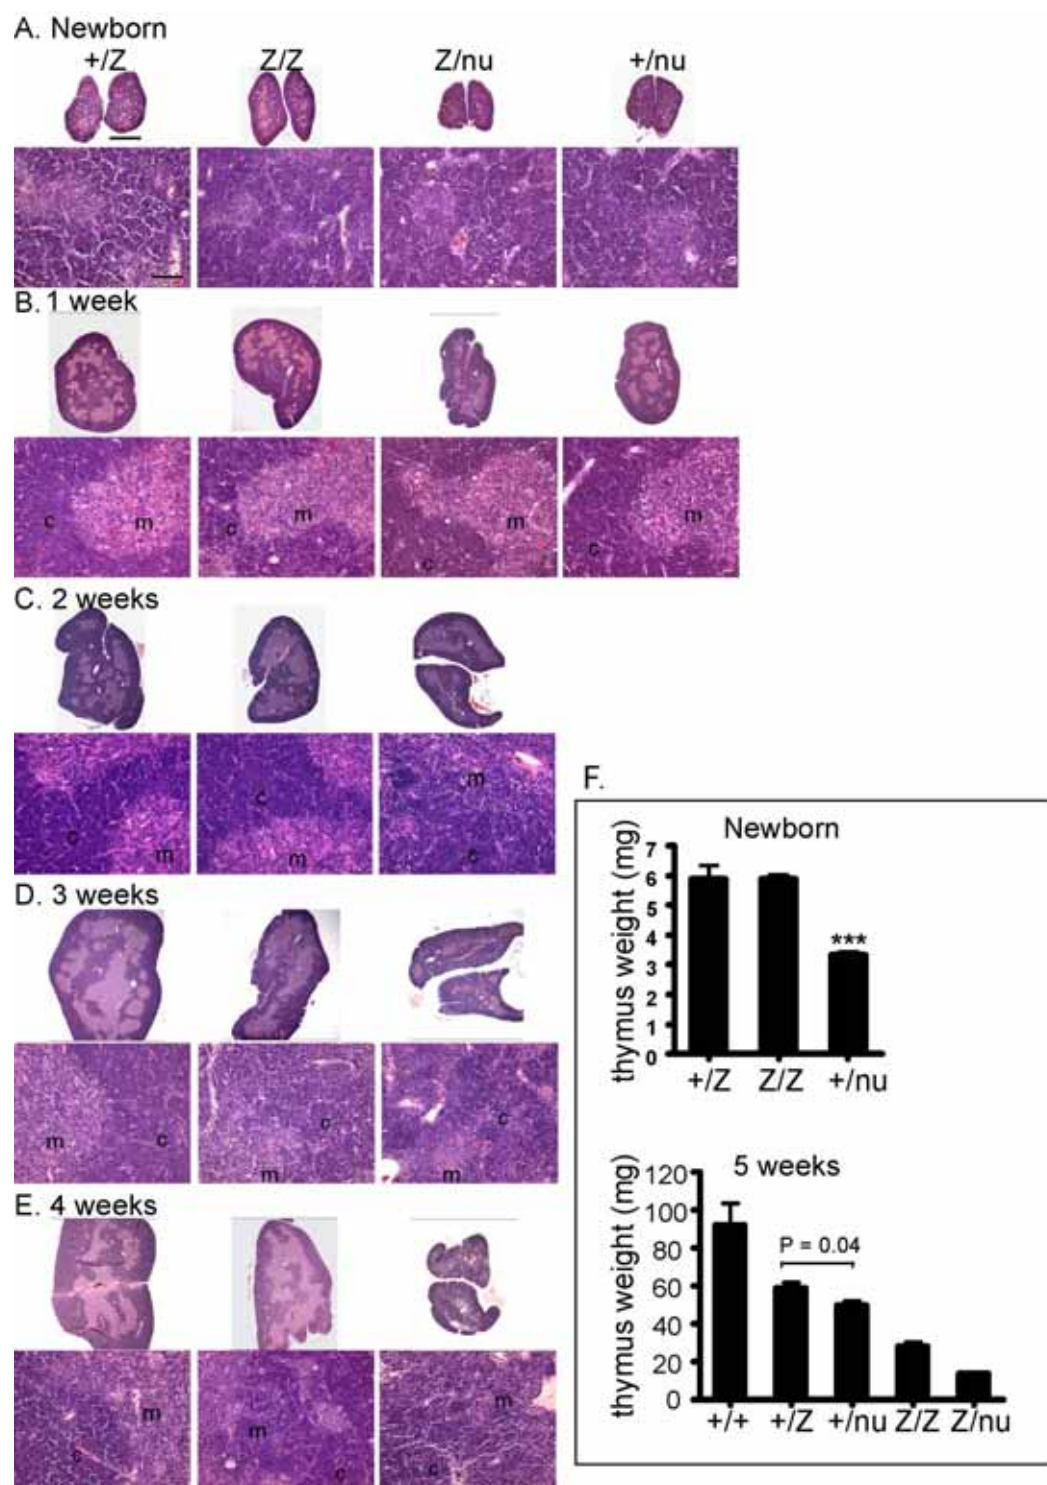 A. Newborn
+/Z Z/Z Z/nu +/nu
B. 1 week
c m m c m c m c
C. 2 weeks
c m c m m c
D. 3 weeks
m c c m c m
E. 4 weeks
m c m c m c
F.
Newborn
thymus weight (mg)
7
6
5
4
3
2
1
0
***
+/Z Z/Z +/nu
5 weeks
thymus weight (mg)
120
100
80
60
40
20
0
P = 0.04
+/+ +/Z +/nu Z/Z Z/nu